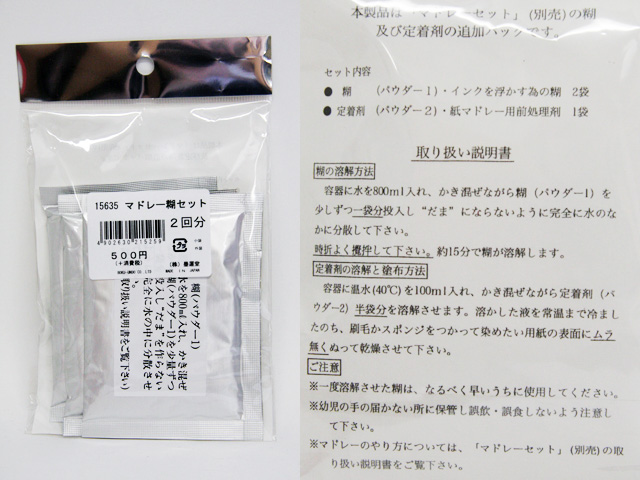 15635 マドレー糊セット
2回分
4902630215259
500円
(＋消費税)
(株) 墨運堂
BOKU-UNDO CO. LTD. MADE IN JAPAN
糊(パウダー1)
水を800㎖入れ、かき混ぜ
糊(パウダー1)を少量ずつ
投入し“だま”を作らない
完全に水の中に分散させ
取り扱い説明書をご覧下さい)
本製品は「マドレーセット」(別売)の糊
及び定着剤の追加パックです。
セット内容
● 糊 (パウダー1)・インクを浮かす為の糊 2袋
● 定着剤 (パウダー2)・紙マドレー用前処理剤 1袋
取り扱い説明書
糊の溶解方法
容器に水を800ml入れ、かき混ぜながら糊(パウダー1)を
少しずつ一袋分投入し“だま”にならないように完全に水のな
かに分散して下さい。
時折よく攪拌して下さい。約15分で糊が溶解します。
定着剤の溶解と塗布方法
容器に温水(40℃)を100ml入れ、かき混ぜながら定着剤(パ
ウダー2)半袋分を溶解させます。溶かした液を常温まで冷まし
たのち、刷毛かスポンジをつかって染めたい用紙の表面にムラ
無くぬって乾燥させて下さい。
ご注意
※一度溶解させた糊は、なるべく早いうちに使用してください。
※幼児の手の届かない所に保管し誤飲・誤食しないよう注意し
て下さい。
※マドレーのやり方については、「マドレーセット」(別売)の取
り扱い説明書をご覧下さい。